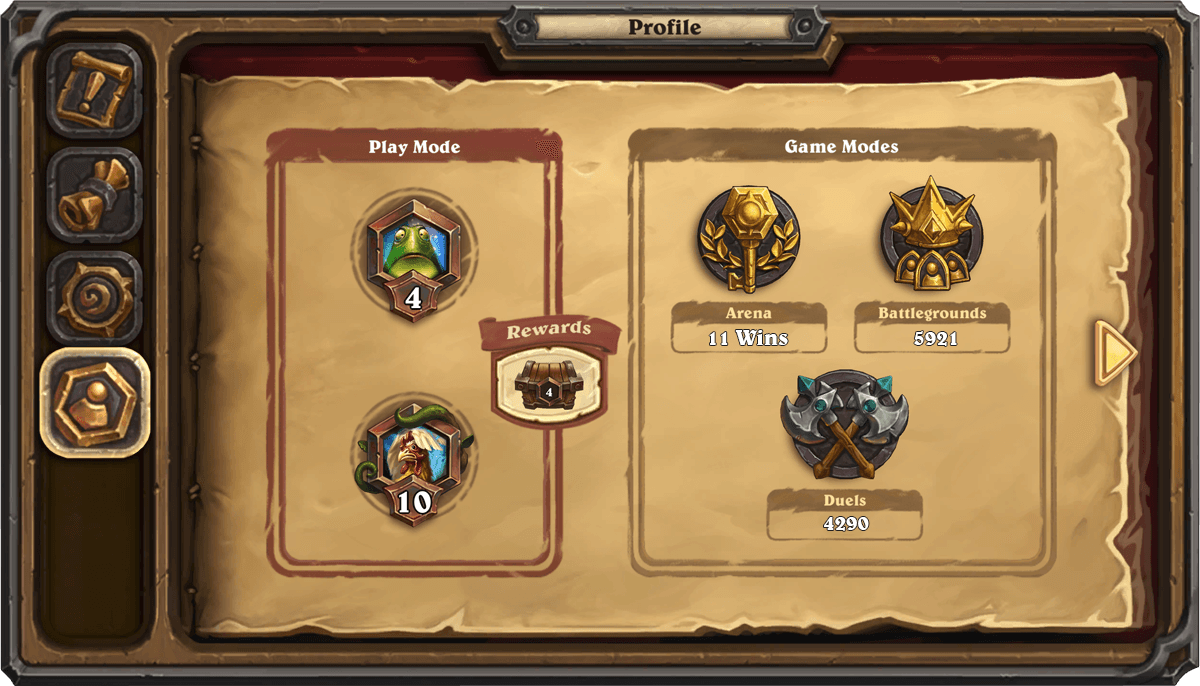 Profile
Play Mode
4
10
Rewards
4
Game Modes
Arena
11 Wins
Battlegrounds
5921
Duels
4290